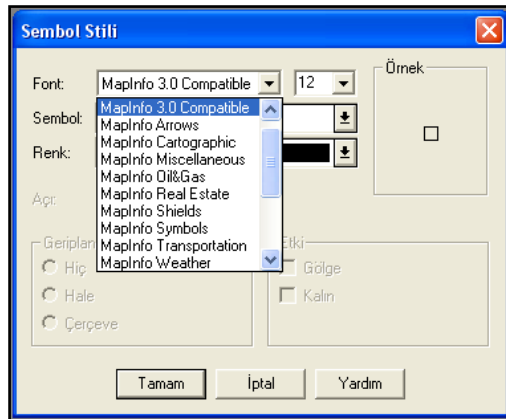 Sembol Stili
Font: MapInfo 3.0 Compatible 12 Örnek
MapInfo 3.0 Compatible
Sembol: MapInfo Arrows
MapInfo Cartographic
Renk: MapInfo Miscellaneous
MapInfo Oil&Gas
Açı: MapInfo Real Estate
MapInfo Shields
MapInfo Symbols
Geriplan MapInfo Transportation Etki
Hiç MapInfo Weather Gölge
Hale Kalın
Çerçeve
Tamam İptal Yardım